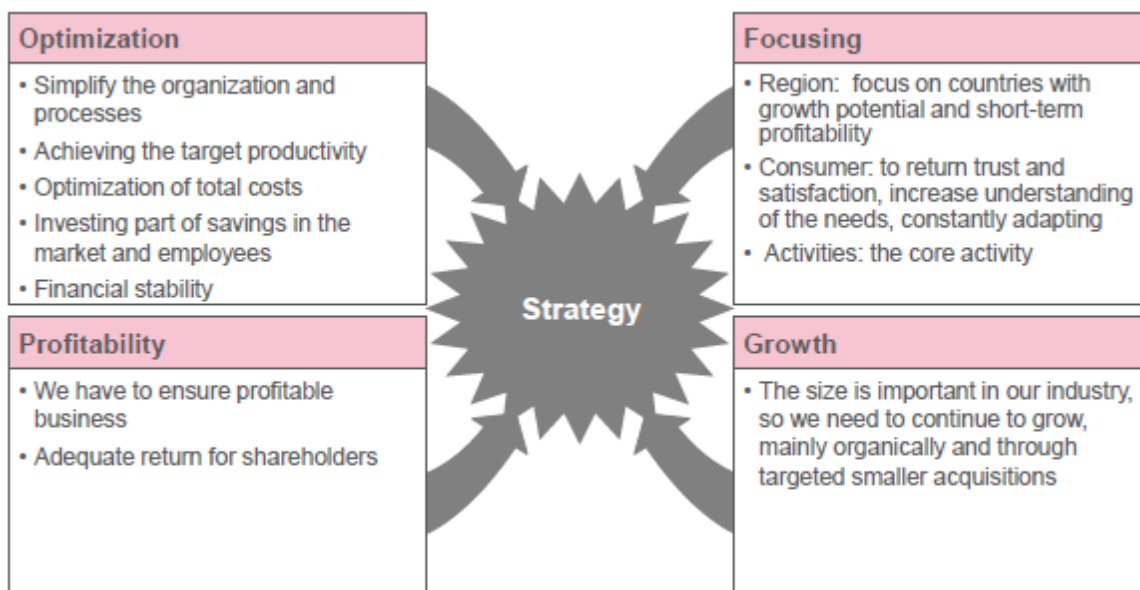 Optimization
• Simplify the organization and
processes
• Achieving the target productivity
• Optimization of total costs
• Investing part of savings in the
market and employees
• Financial stability
Focusing
• Region: focus on countries with
growth potential and short-term
profitability
• Consumer: to return trust and
satisfaction, increase understanding
of the needs, constantly adapting
• Activities: the core activity
Strategy
Profitability
• We have to ensure profitable
business
• Adequate return for shareholders
Growth
• The size is important in our industry,
so we need to continue to grow,
mainly organically and through
targeted smaller acquisitions